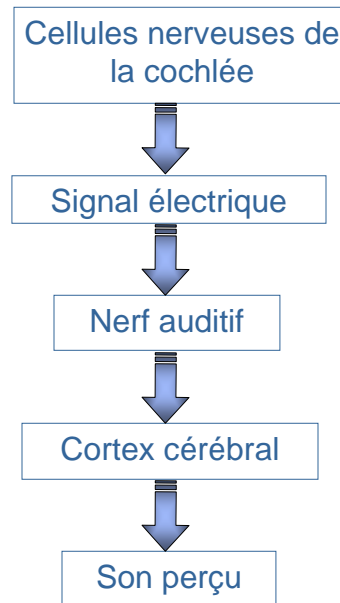 Cellules nerveuses de
la cochlée
Signal électrique
Nerf auditif
Cortex cérébral
Son perçu